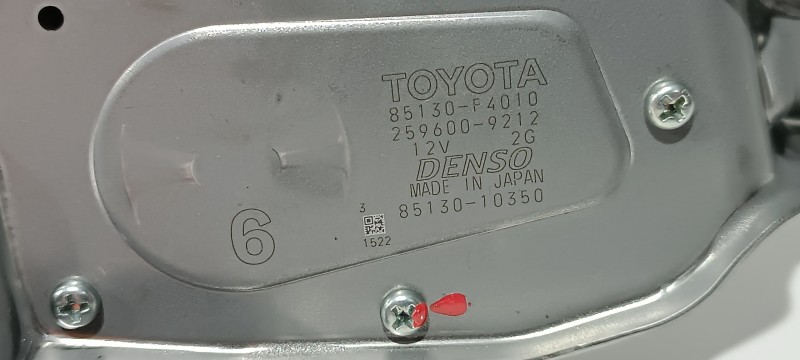 TOYOTA
85130-F4010
259600-9212
12V 2G
DENSO
MADE IN JAPAN
85130-10350
3
1522
6